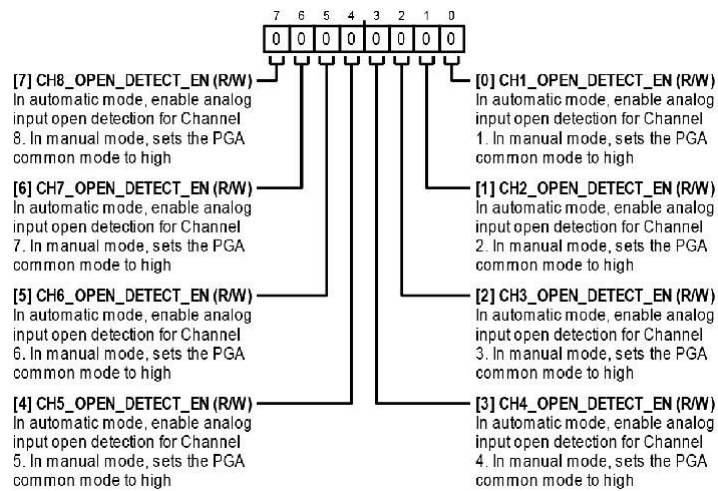 7 6 5 4 3 2 1 0
0 0 0 0 0 0 0 0
[7] CH8_OPEN_DETECT_EN (R/W)
In automatic mode, enable analog
input open detection for Channel
8. In manual mode, sets the PGA
common mode to high
[6] CH7_OPEN_DETECT_EN (R/W)
In automatic mode, enable analog
input open detection for Channel
7. In manual mode, sets the PGA
common mode to high
[5] CH6_OPEN_DETECT_EN (R/W)
In automatic mode, enable analog
input open detection for Channel
6. In manual mode, sets the PGA
common mode to high
[4] CH5_OPEN_DETECT_EN (R/W)
In automatic mode, enable analog
input open detection for Channel
5. In manual mode, sets the PGA
common mode to high
[0] CH1_OPEN_DETECT_EN (R/W)
In automatic mode, enable analog
input open detection for Channel
1. In manual mode, sets the PGA
common mode to high
[1] CH2_OPEN_DETECT_EN (R/W)
In automatic mode, enable analog
input open detection for Channel
2. In manual mode, sets the PGA
common mode to high
[2] CH3_OPEN_DETECT_EN (R/W)
In automatic mode, enable analog
input open detection for Channel
3. In manual mode, sets the PGA
common mode to high
[3] CH4_OPEN_DETECT_EN (R/W)
In automatic mode, enable analog
input open detection for Channel
4. In manual mode, sets the PGA
common mode to high